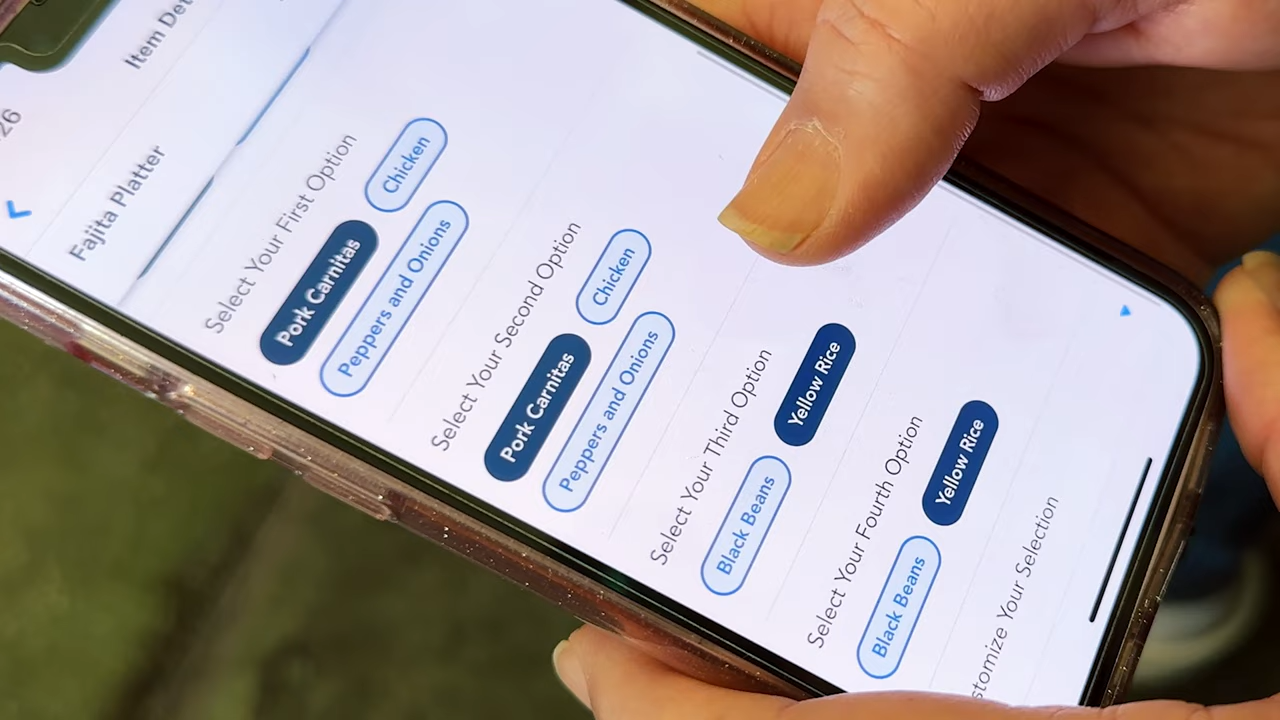 :26
Item Det
Fajita Platter
Select Your First Option
Pork Carnitas
Chicken
Peppers and Onions
Select Your Second Option
Pork Carnitas
Chicken
Peppers and Onions
Select Your Third Option
Black Beans
Yellow Rice
Select Your Fourth Option
Black Beans
Yellow Rice
stomize Your Selection